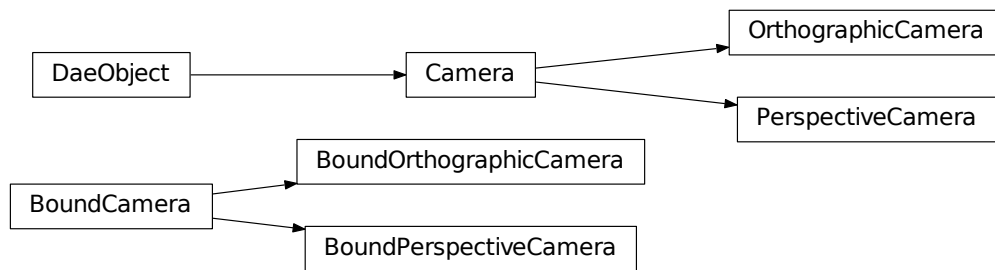 OrthographicCamera
DaeObject
Camera
PerspectiveCamera
BoundOrthographicCamera
BoundCamera
BoundPerspectiveCamera